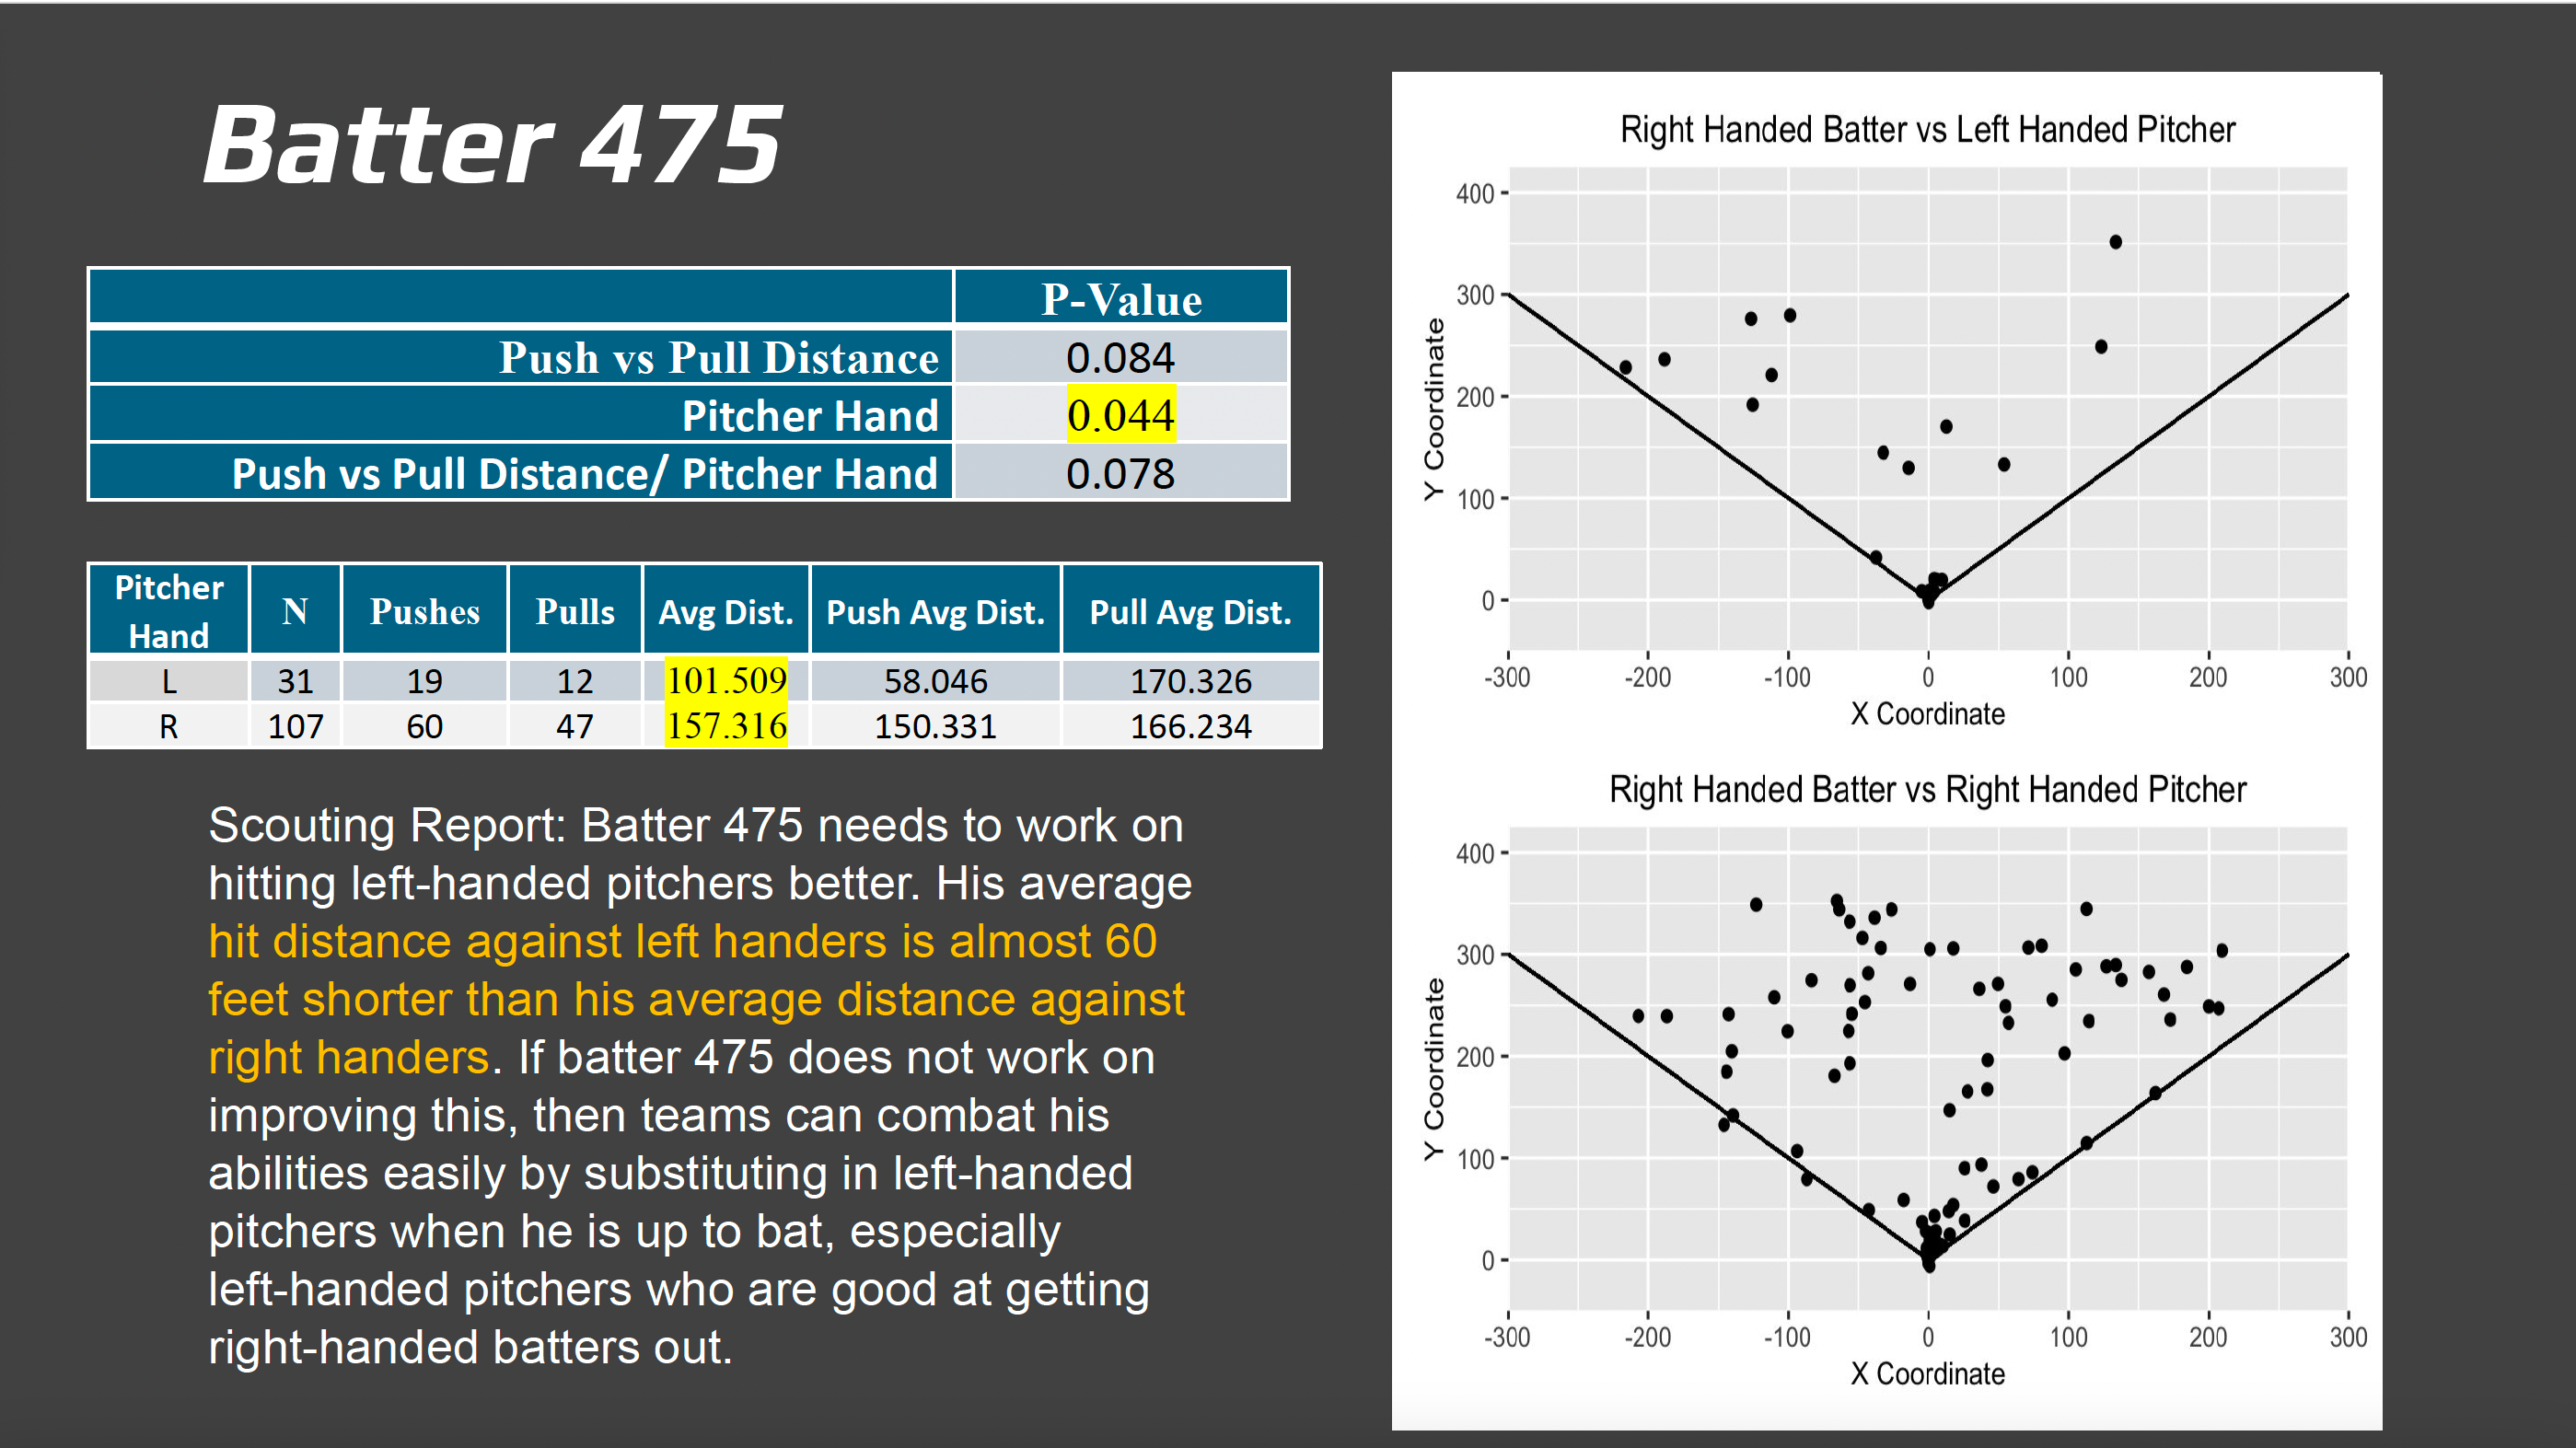 Batter 475
P-Value
Push vs Pull Distance 0.084
Pitcher Hand 0.044
Push vs Pull Distance/ Pitcher Hand 0.078
Pitcher
Hand N Pushes Pulls Avg Dist. Push Avg Dist. Pull Avg Dist.
L 31 19 12 101.509 58.046 170.326
R 107 60 47 157.316 150.331 166.234
Scouting Report: Batter 475 needs to work on
hitting left-handed pitchers better. His average
hit distance against left handers is almost 60
feet shorter than his average distance against
right handers. If batter 475 does not work on
improving this, then teams can combat his
abilities easily by substituting in left-handed
pitchers when he is up to bat, especially
left-handed pitchers who are good at getting
right-handed batters out.
Right Handed Batter vs Left Handed Pitcher
400
300
200
100
0
Y Coordinate
-300 -200 -100 0 100 200 300
X Coordinate
Right Handed Batter vs Right Handed Pitcher
400
300
200
100
0
Y Coordinate
-300 -200 -100 0 100 200 300
X Coordinate